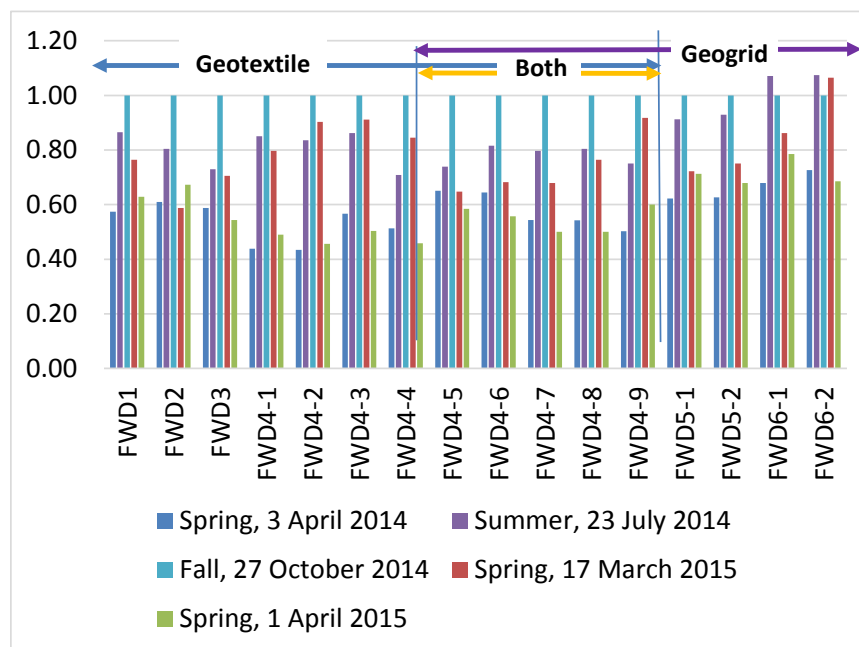 1.20
1.00
0.80
0.60
0.40
0.20
0.00
Geotextile
Both
Geogrid
FWD1
FWD2
FWD3
FWD4-1
FWD4-2
FWD4-3
FWD4-4
FWD4-5
FWD4-6
FWD4-7
FWD4-8
FWD4-9
FWD5-1
FWD5-2
FWD6-1
FWD6-2
Spring, 3 April 2014
Summer, 23 July 2014
Fall, 27 October 2014
Spring, 17 March 2015
Spring, 1 April 2015